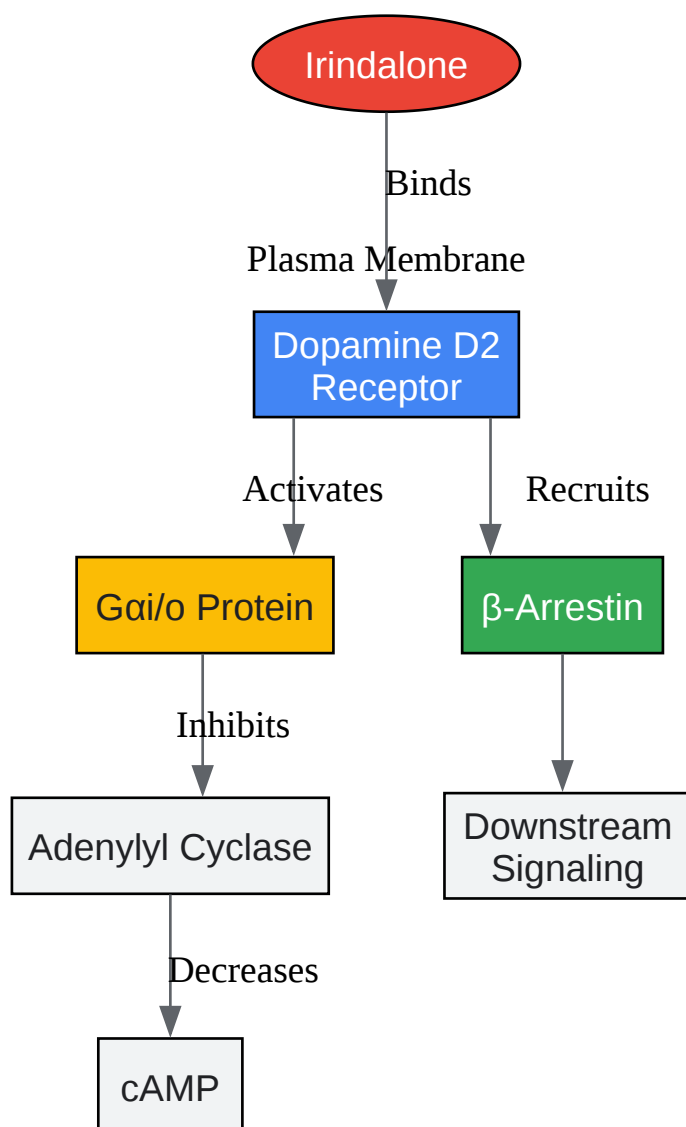 Irindalone
Binds
Plasma Membrane
Dopamine D2
Receptor
Activates
Recruits
Gαi/o Protein
β-Arrestin
Inhibits
Adenylyl Cyclase
Downstream
Signaling
Decreases
cAMP